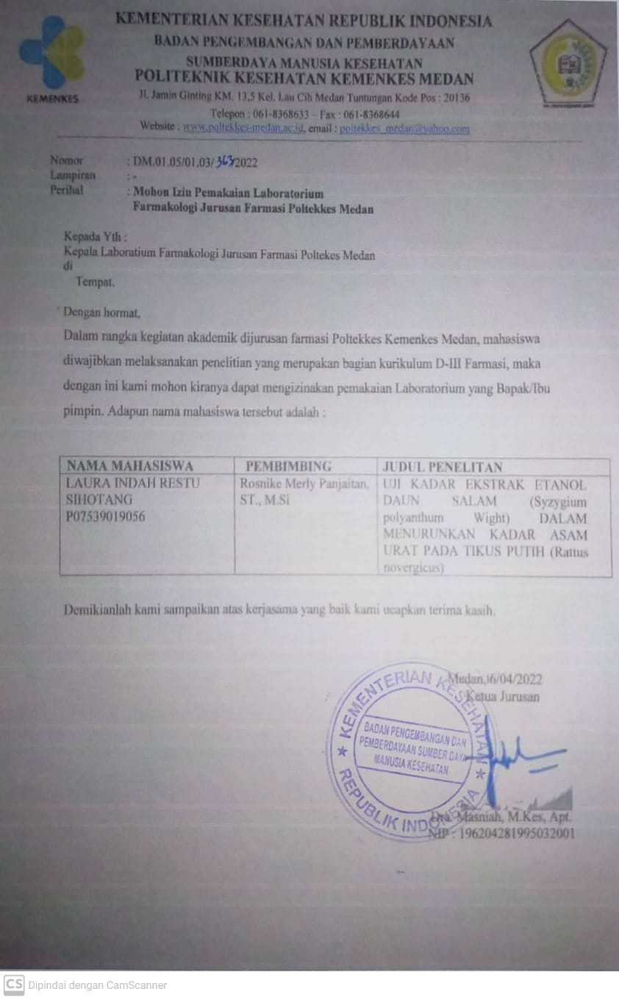 KEMENTERIAN KESEHATAN REPUBLIK INDONESIA
BADAN PENGEMBANGAN DAN PEMBERDAYAAN
SUMBERDAYA MANUSIA KESEHATAN
POLITEKNIK KESEHATAN KEMENKES MEDAN
KEMENKES
Jl. Jamin Ginting KM. 13,5 Kel. Lau Cih Medan Tuntungan Kode Pos : 20136
Telepon : 061-8368633 – Fax : 061-8368644
Website : www.poltekkes-medan.ac.id, email : poltekkes_medan@yahoo.com
Nomor : DM.01.05/01.03/ 363/2022
Lampiran : -
Perihal : Mohon Izin Pemakaian Laboratorium
Farmakologi Jurusan Farmasi Poltekkes Medan
Kepada Yth :
Kepala Laboratium Farmakologi Jurusan Farmasi Poltekes Medan
di
Tempat.
Dengan hormat,
Dalam rangka kegiatan akademik dijurusan farmasi Poltekkes Kemenkes Medan, mahasiswa
diwajibkan melaksanakan penelitian yang merupakan bagian kurikulum D-III Farmasi, maka
dengan ini kami mohon kiranya dapat mengizinakan pemakaian Laboratorium yang Bapak/Ibu
pimpin. Adapun nama mahasiswa tersebut adalah :
NAMA MAHASISWA PEMBIMBING JUDUL PENELITAN
LAURA INDAH RESTU Rosnike Merly Panjaitan, UJI KADAR EKSTRAK ETANOL
SIHOTANG ST., M.Si DAUN SALAM (Syzygium
P07539019056 polyanthum Wight) DALAM
MENURUNKAN KADAR ASAM
URAT PADA TIKUS PUTIH (Rattus
novergicus)
Demikianlah kami sampaikan atas kerjasama yang baik kami ucapkan terima kasih.
Medan,16/04/2022
Ketua Jurusan
KEMENTERIAN KESEHATAN
BADAN PENGEMBANGAN DAN
PEMBERDAYAAN SUMBER DAYA
MANUSIA KESEHATAN
REPUBLIK INDONESIA
Dra. Masniah, M.Kes, Apt.
NIP : 196204281995032001
CS Dipindai dengan CamScanner